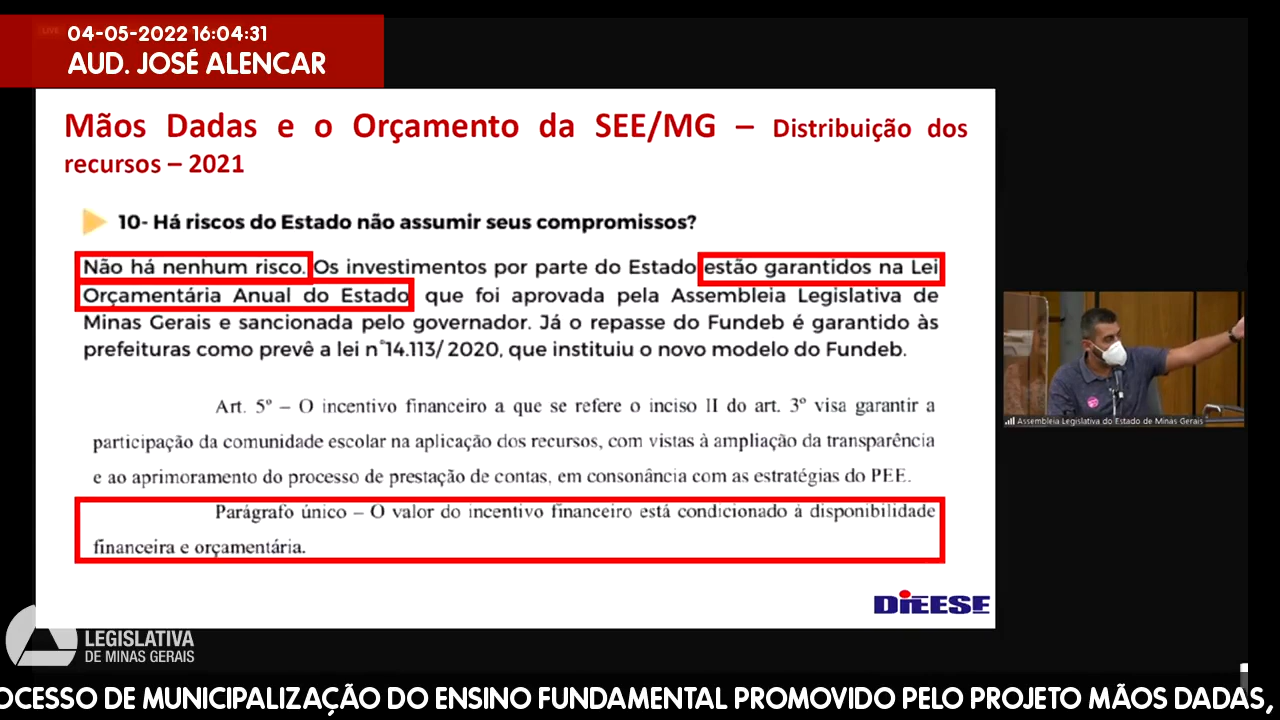 LIVE
04-05-2022 16:04:31
AUD. JOSÉ ALENCAR
Mãos Dadas e o Orçamento da SEE/MG – Distribuição dos
recursos – 2021
10- Há riscos do Estado não assumir seus compromissos?
Não há nenhum risco. Os investimentos por parte do Estado estão garantidos na Lei
Orçamentária Anual do Estado que foi aprovada pela Assembleia Legislativa de
Minas Gerais e sancionada pelo governador. Já o repasse do Fundeb é garantido às
prefeituras como prevê a lei n°14.113/ 2020, que instituiu o novo modelo do Fundeb.
Art. 5º – O incentivo financeiro a que se refere o inciso II do art. 3º visa garantir a
participação da comunidade escolar na aplicação dos recursos, com vistas à ampliação da transparência
e ao aprimoramento do processo de prestação de contas, em consonância com as estratégias do PEE.
Parágrafo único – O valor do incentivo financeiro está condicionado à disponibilidade
financeira e orçamentária.
DIEESE
Assembleia Legislativa do Estado de Minas Gerais
LEGISLATIVA
DE MINAS GERAIS
OCESSO DE MUNICIPALIZAÇÃO DO ENSINO FUNDAMENTAL PROMOVIDO PELO PROJETO MÃOS DADAS,